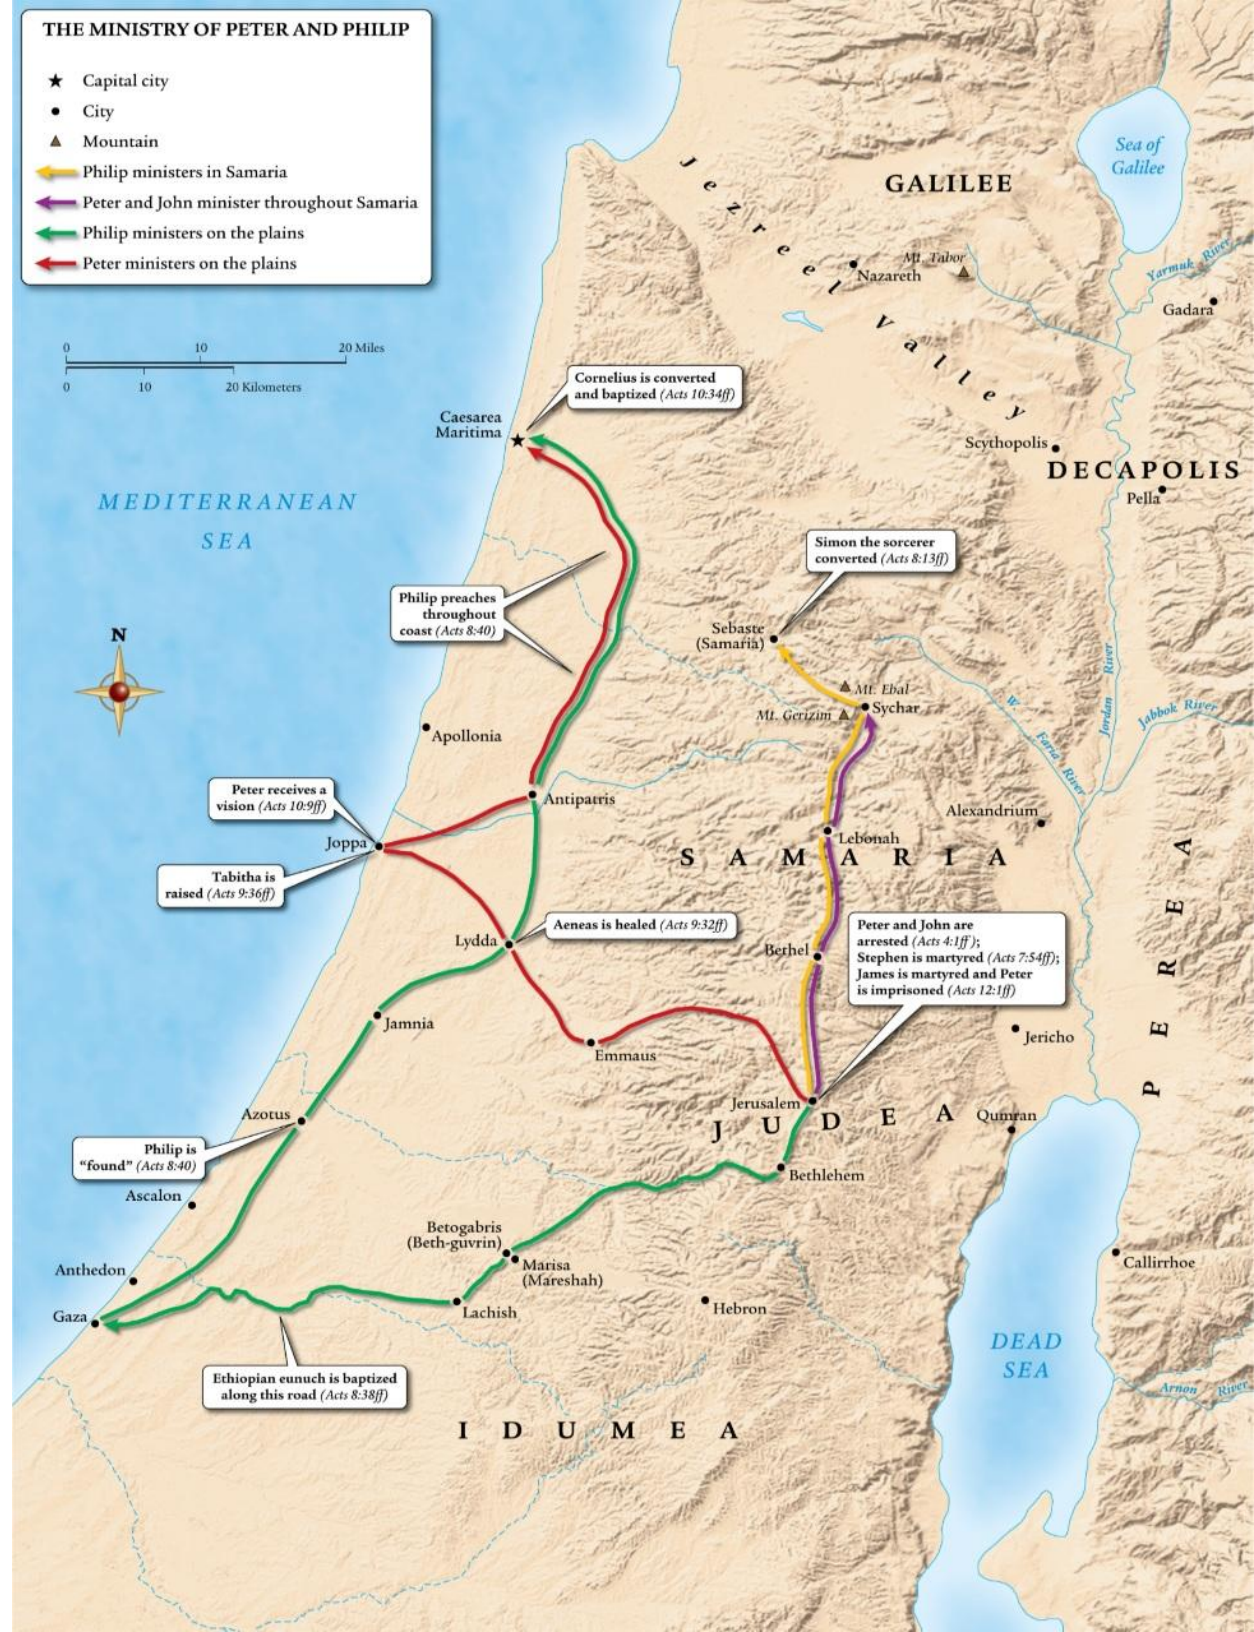 THE MINISTRY OF PETER AND PHILIP
Capital city
City
Mountain
Philip ministers in Samaria
Peter and John minister throughout Samaria
Philip ministers on the plains
Peter ministers on the plains
0 10 20 Miles
0 10 20 Kilometers
Sea of
Galilee
GALILEE
Jezreel Valley
Mt. Tabor
Nazareth
Yarmuk River
Gadara
Cornelius is converted
and baptized (Acts 10:34ff)
Caesarea
Maritima
Scythopolis
DECAPOLIS
Pella
MEDITERRANEAN
SEA
Simon the sorcerer
converted (Acts 8:13ff)
Philip preaches
throughout
coast (Acts 8:40)
N
Sebaste
(Samaria)
Mt. Ebal
Sychar
Mt. Gerizim
W. Faria River
Jordan River
Jabbok River
Apollonia
Peter receives a
vision (Acts 10:9ff)
Antipatris
Alexandrium
Joppa
Lebonah
SAMARIA
PEREA
Tabitha is
raised (Acts 9:36ff)
Lydda
Aeneas is healed (Acts 9:32ff)
Peter and John are
arrested (Acts 4:1ff);
Stephen is martyred (Acts 7:54ff);
James is martyred and Peter
is imprisoned (Acts 12:1ff)
Bethel
Jamnia
Emmaus
Jericho
Jerusalem
JUDEA
Qumran
Azotus
Philip is
"found" (Acts 8:40)
Bethlehem
Ascalon
Betogabris
(Beth-guvrin)
Marisa
(Mareshah)
Callirrhoe
Anthedon
Gaza
Lachish
Hebron
DEAD
SEA
Ethiopian eunuch is baptized
along this road (Acts 8:38ff)
Arnon River
IDUMEA